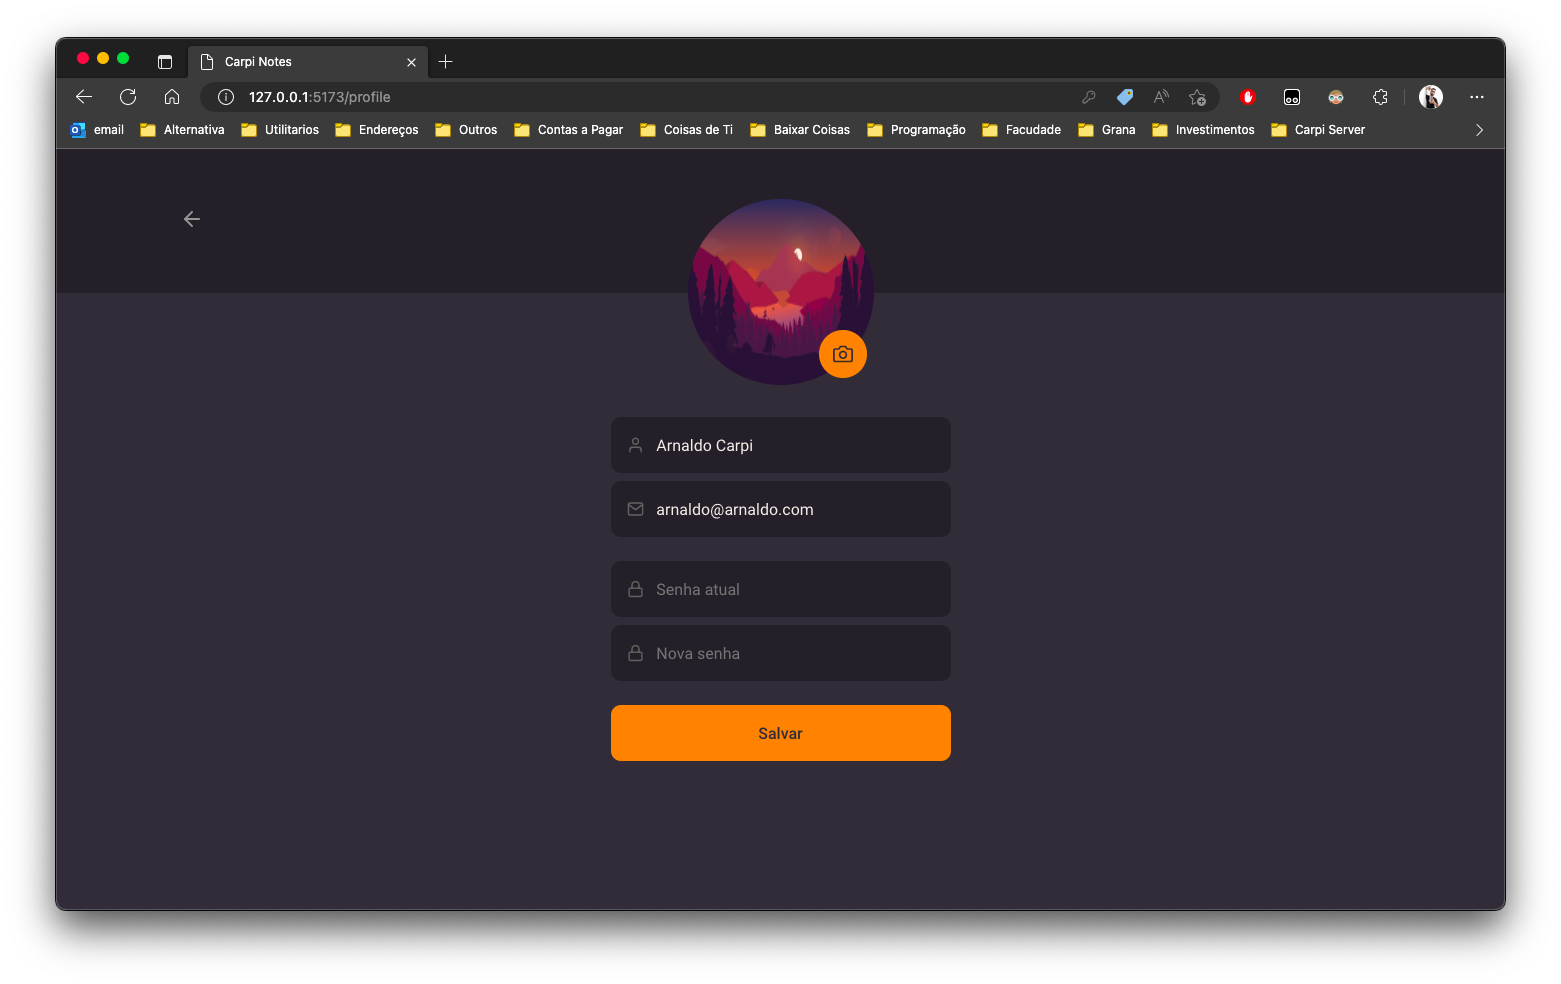 Carpi Notes
127.0.0.1:5173/profile
email Alternativa Utilitarios Endereços Outros Contas a Pagar Coisas de Ti Baixar Coisas Programação Facudade Grana Investimentos Carpi Server
Arnaldo Carpi
arnaldo@arnaldo.com
Senha atual
Nova senha
Salvar